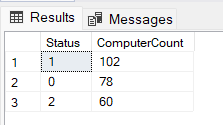 Results Messages
Status ComputerCount
1 1 102
2 0 78
3 2 60